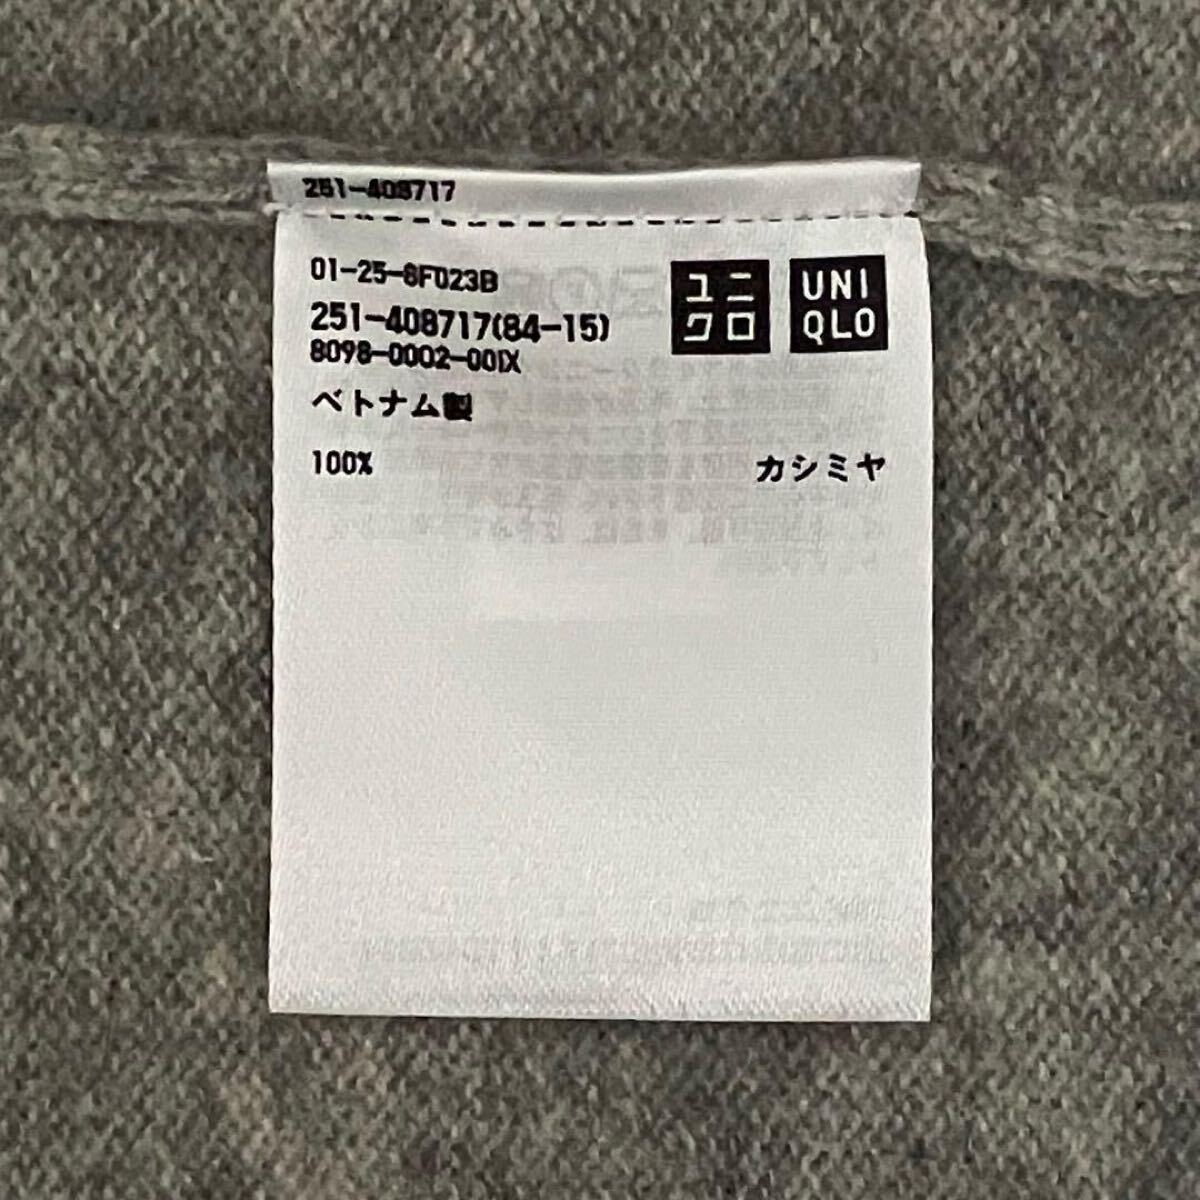 251-408717
01-25-6F023B
251-408717(84-15)
8098-0002-00IX
ベトナム製
100% カシミヤ
ユニ
クロ
UNI
QLO